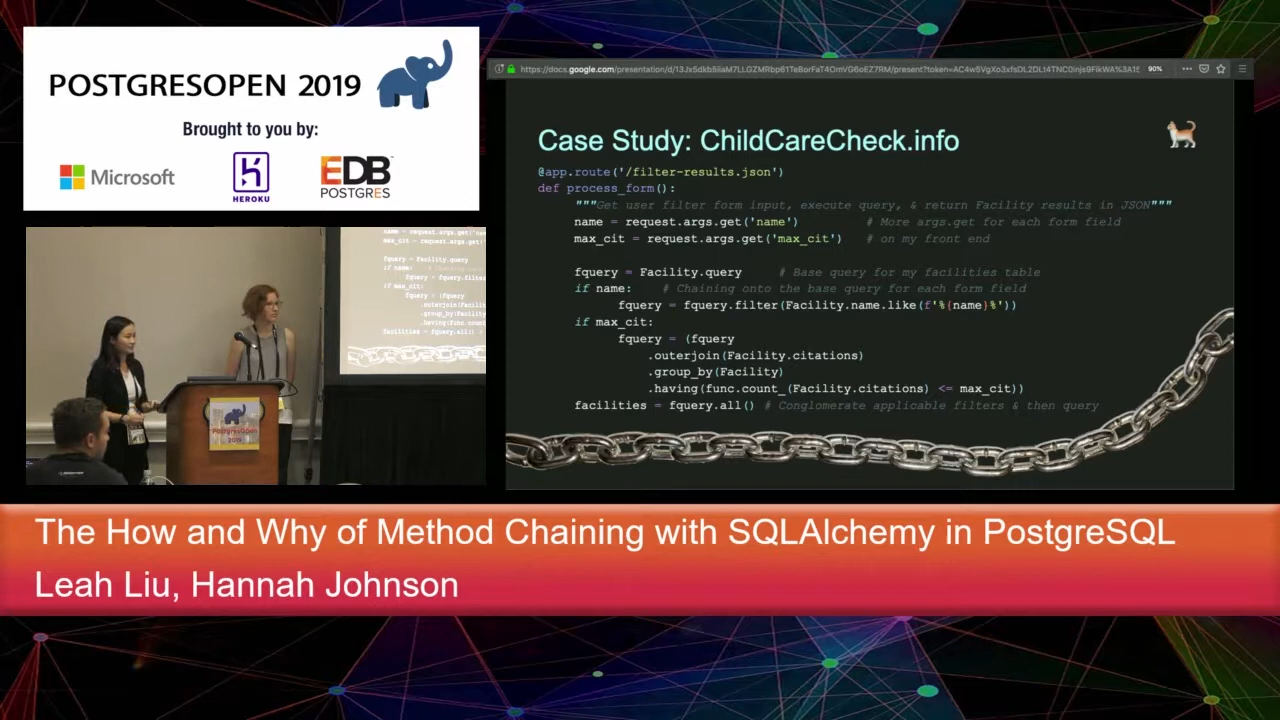 POSTGRESOPEN 2019
Brought to you by:
Microsoft
HEROKU
EDB
POSTGRES
90%
Case Study: ChildCareCheck.info
@app.route('/filter-results.json')
def process_form():
"""Get user filter form input, execute query, & return Facility results in JSON"""
name = request.args.get('name') # More args.get for each form field
max_cit = request.args.get('max_cit') # on my front end
fquery = Facility.query # Base query for my facilities table
if name: # Chaining onto the base query for each form field
fquery = fquery.filter(Facility.name.like(f'%{name}%'))
if max_cit:
fquery = (fquery
.outerjoin(Facility.citations)
.group_by(Facility)
.having(func.count_(Facility.citations) <= max_cit))
facilities = fquery.all() # Conglomerate applicable filters & then query
PostgresOpen
2019
The How and Why of Method Chaining with SQLAlchemy in PostgreSQL
Leah Liu, Hannah Johnson